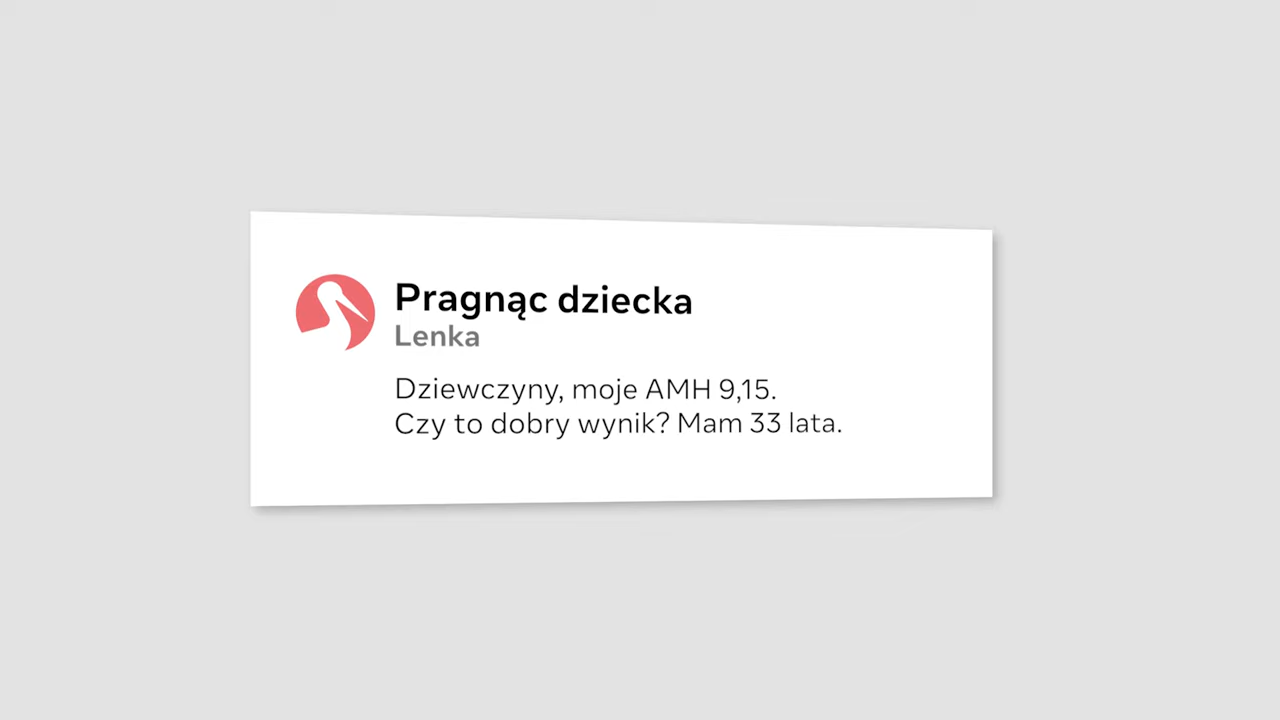 Pragnąc dziecka
Lenka
Dziewczyny, moje AMH 9,15.
Czy to dobry wynik? Mam 33 lata.